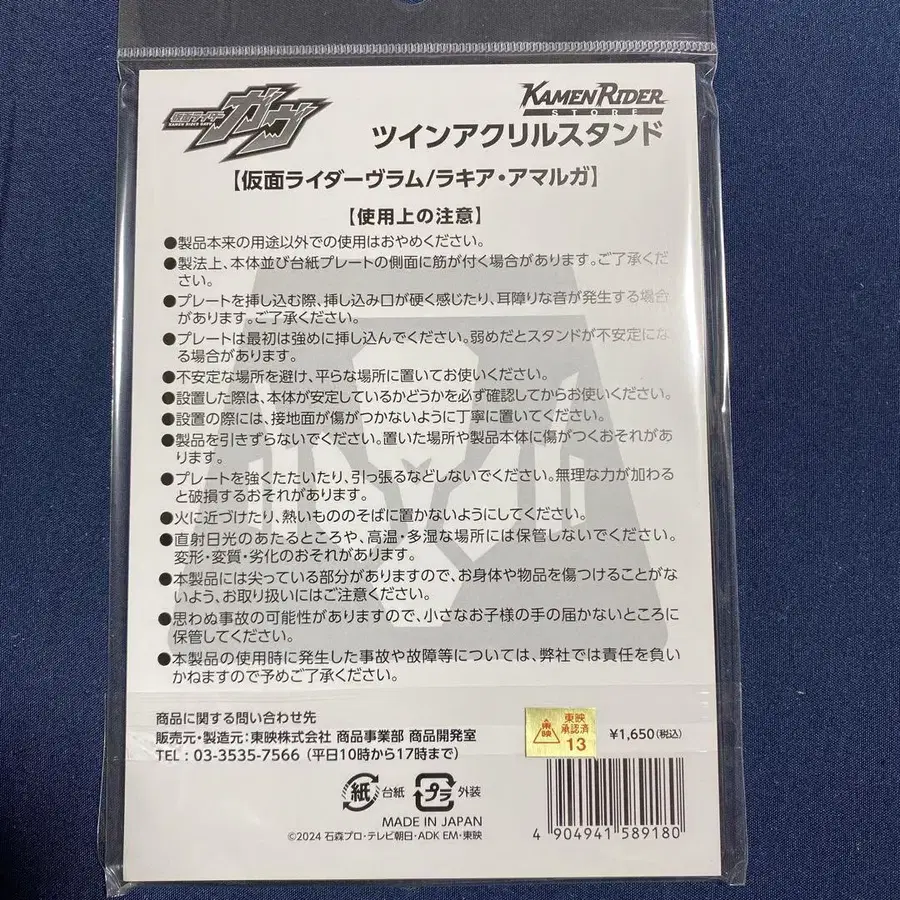 仮面ライダー
ガヴ
KAMEN RIDER GAVV
KAMEN RIDER
STORE
ツインアクリルスタンド
【仮面ライダーヴラム/ラキア・アマルガ】
【使用上の注意】
●製品本来の用途以外での使用はおやめください。
●製法上、本体並び台紙プレートの側面に筋が付く場合があります。ご了承くだ
さい。
●プレートを挿し込む際、挿し込み口が硬く感じたり、耳障りな音が発生する場合
があります。ご了承ください。
●プレートは最初は強めに挿し込んでください。弱めだとスタンドが不安定にな
る場合があります。
●不安定な場所を避け、平らな場所に置いてお使いください。
●設置した際は、本体が安定しているかどうかを必ず確認してからお使いください。
●設置の際には、接地面が傷がつかないように丁寧に置いてください。
●製品を引きずらないでください。置いた場所や製品本体に傷がつくおそれがあり
ます。
●プレートを強くたたいたり、引っ張るなどしないでください。無理な力が加わる
と破損するおそれがあります。
●火に近づけたり、熱いもののそばに置かないようにしてください。
●直射日光のあたるところや、高温・多湿な場所には保管しないでください。
変形・変質・劣化のおそれがあります。
●本製品には尖っている部分がありますので、お身体や物品を傷つけることがな
いよう、お取り扱いにはご注意ください。
●思わぬ事故の可能性がありますので、小さなお子様の手の届かないところに
保管してください。
●本製品の使用時に発生した事故や故障等については、弊社では責任を負い
かねますので予めご了承ください。
商品に関する問い合わせ先
販売元・製造元:東映株式会社 商品事業部 商品開発室
TEL : 03-3535-7566 (平日10時から17時まで)
東映
東映
承認済
13
¥1,650(税込)
紙 台紙
プラ 外装
MADE IN JAPAN
©2024 石森プロ・テレビ朝日・ADK EM・東映
4 904941 589180